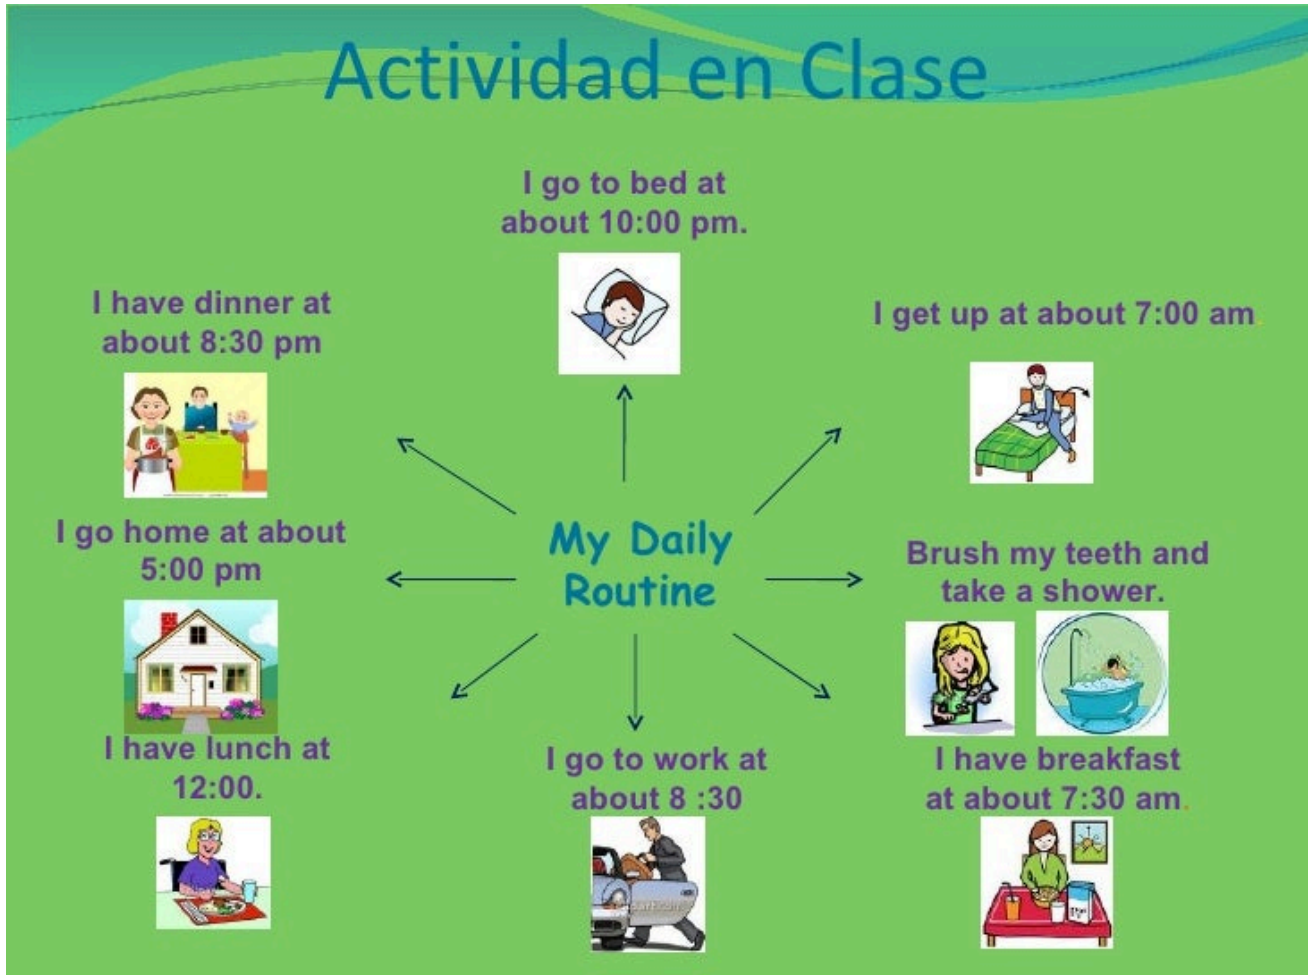 Actividad en Clase
I go to bed at
about 10:00 pm.
I get up at about 7:00 am.
Brush my teeth and
take a shower.
I have breakfast
at about 7:30 am.
I go to work at
about 8 :30
I have lunch at
12:00.
I go home at about
5:00 pm
I have dinner at
about 8:30 pm
My Daily
Routine